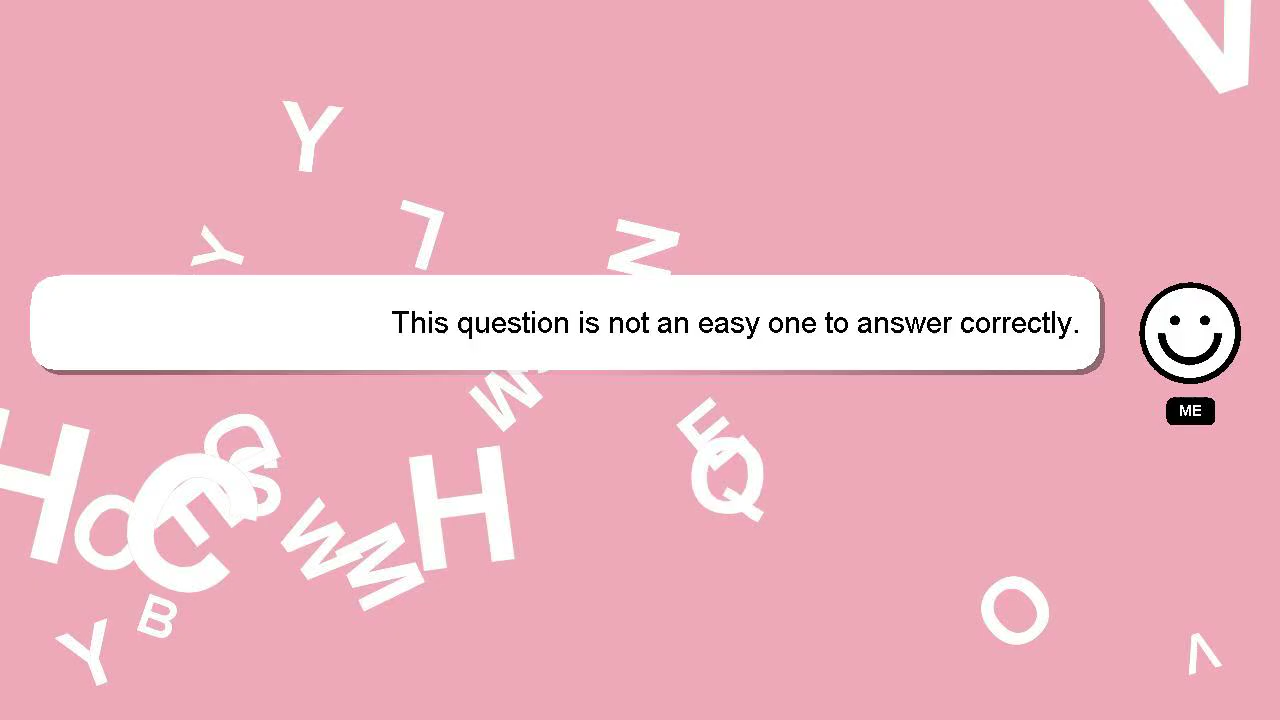 V
Y
L
Y
N
This question is not an easy one to answer correctly.
ME
W
H
O
C
S
Q
W
M
H
O
B
Y
V